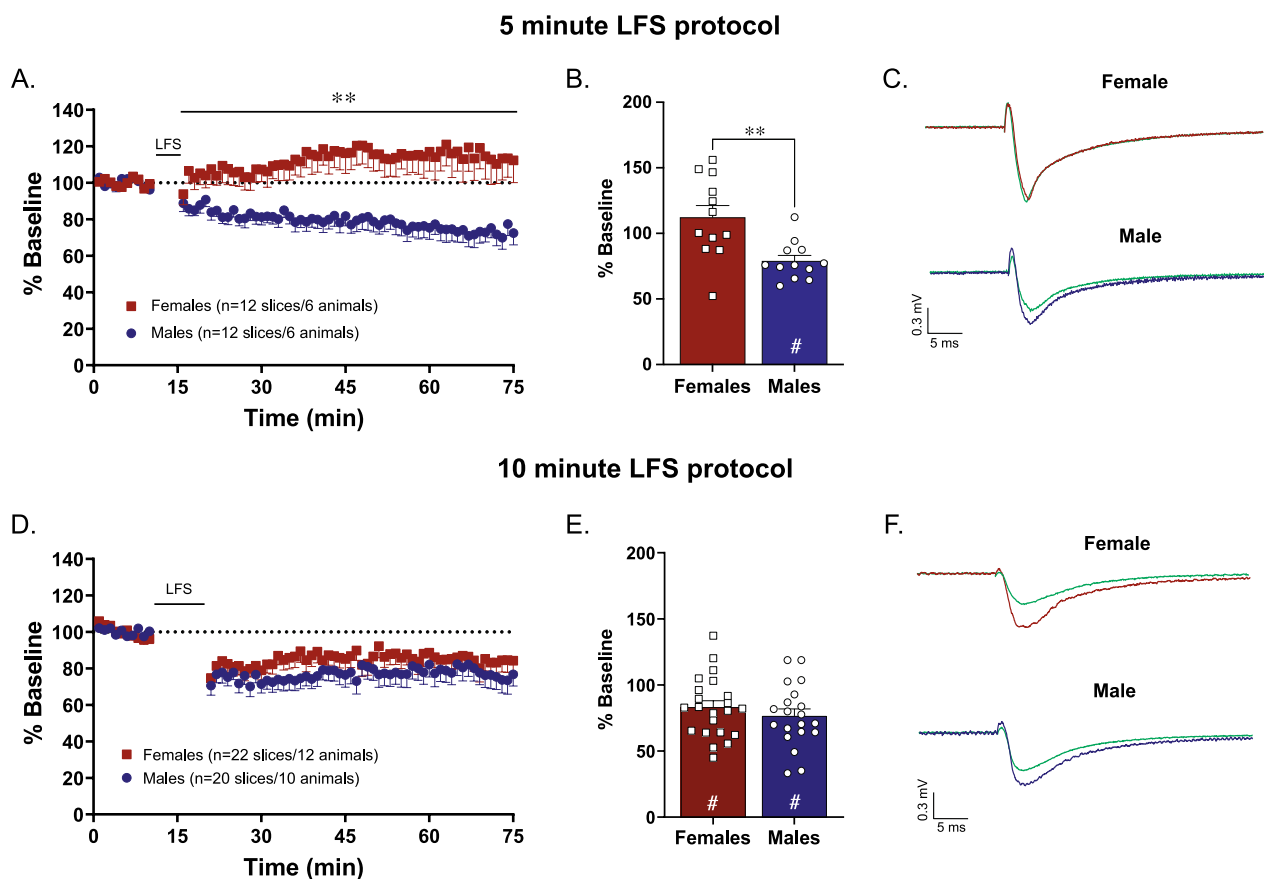 5 minute LFS protocol
A.
**
LFS
140
120
100
80
60
40
20
0
% Baseline
Females (n=12 slices/6 animals)
Males (n=12 slices/6 animals)
0 15 30 45 60 75
Time (min)
B.
200
150
100
50
0
% Baseline
**
#
Females Males
C.
Female
Male
0.3 mV
5 ms
10 minute LFS protocol
D.
LFS
140
120
100
80
60
40
20
0
% Baseline
Females (n=22 slices/12 animals)
Males (n=20 slices/10 animals)
0 15 30 45 60 75
Time (min)
E.
200
150
100
50
0
% Baseline
# #
Females Males
F.
Female
Male
0.3 mV
5 ms